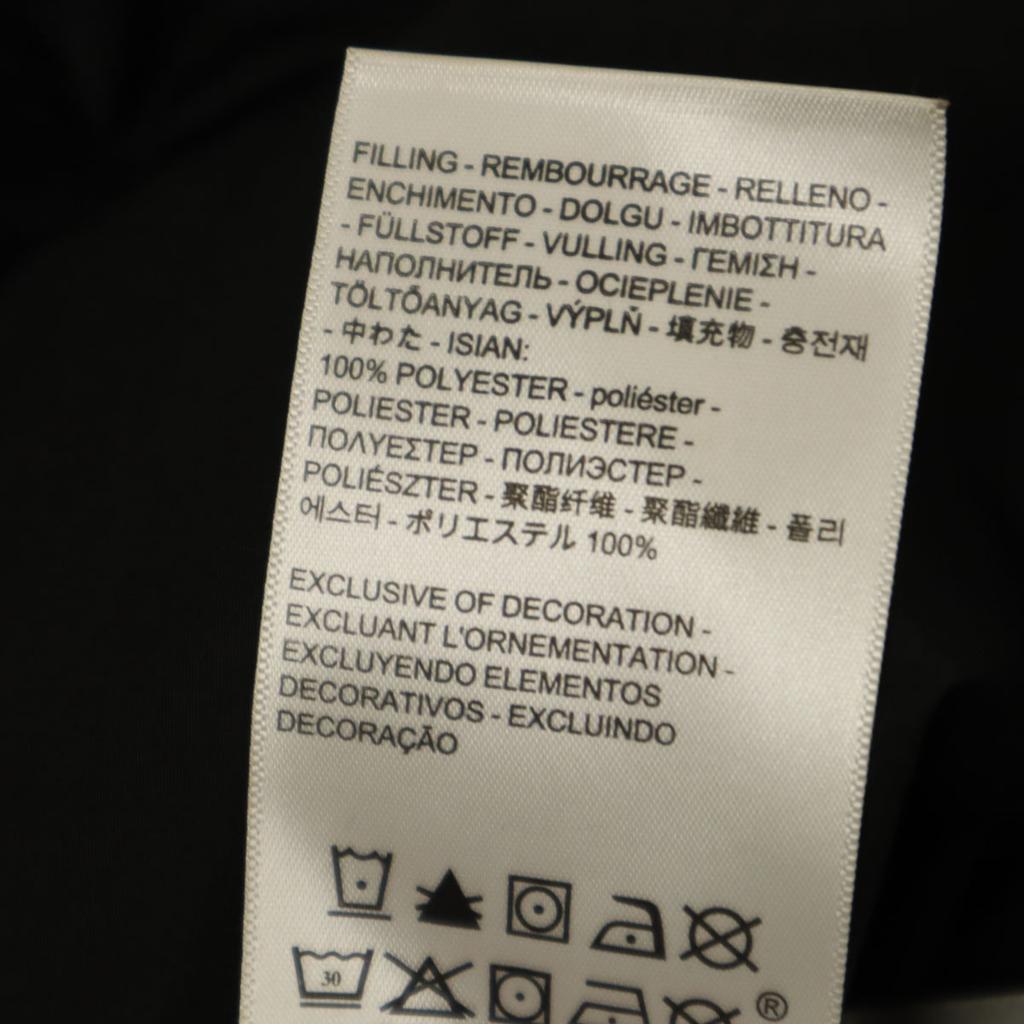 FILLING - REMBOURRAGE - RELLENO -
ENCHIMENTO - DOLGU - IMBOTTITURA
- FÜLLSTOFF - VULLING - ΓΕΜΙΣΗ -
НАПОЛНИТЕЛЬ - OCIEPLENIE -
TÖLTŐANYAG - VÝPLŇ - 填充物 - 충전재
- 中わた - ISIAN:
100% POLYESTER - poliéster -
POLIESTER - POLIESTERE -
ΠΟΛΥΕΣΤΕΡ - ПОЛИЭСТЕР -
POLIÉSZTER - 聚酯纤维 - 聚酯纖維 - 폴리
에스터 - ポリエステル 100%
EXCLUSIVE OF DECORATION -
EXCLUANT L'ORNEMENTATION -
EXCLUYENDO ELEMENTOS
DECORATIVOS - EXCLUINDO
DECORAÇÃO
30
®